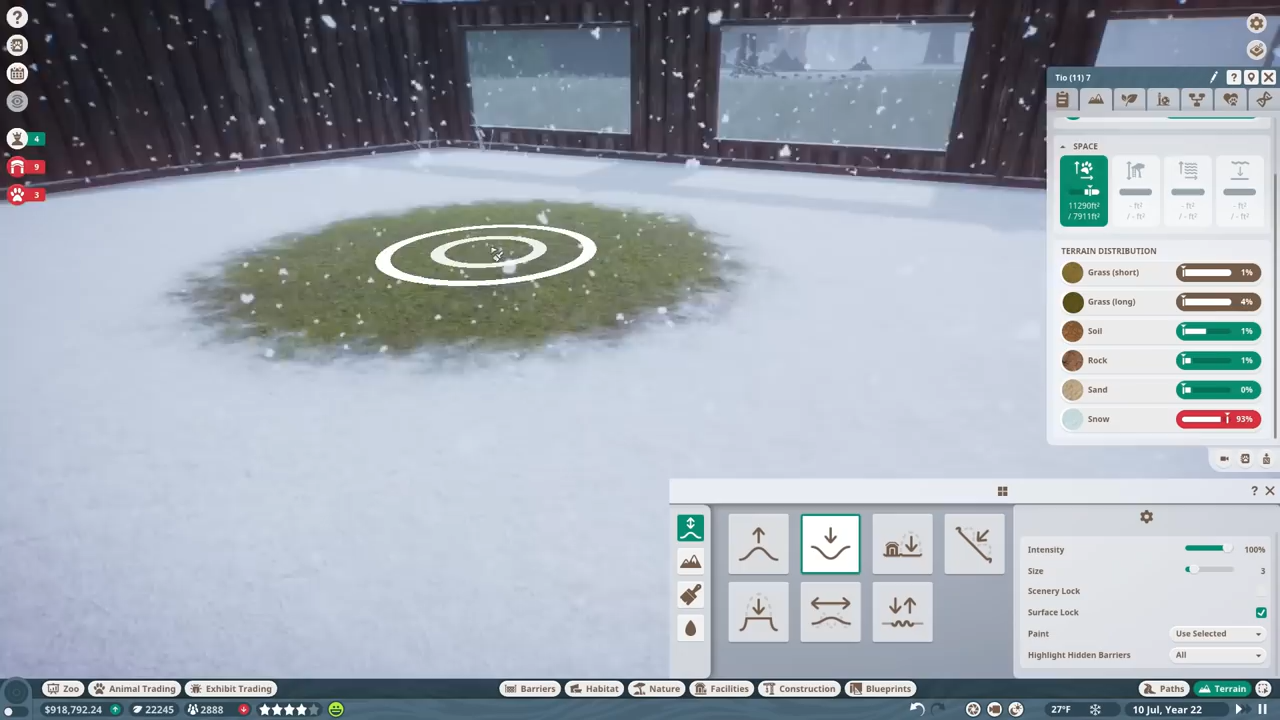 ?
4
9
3
Tio (11) 7
?
SPACE
11290ft² / 7911ft²
- ft² / - ft²
- ft² / - ft²
- ft² / - ft²
TERRAIN DISTRIBUTION
Grass (short) 1%
Grass (long) 4%
Soil 1%
Rock 1%
Sand 0%
Snow 93%
?
Intensity 100%
Size 3
Scenery Lock
Surface Lock
Paint Use Selected
Highlight Hidden Barriers All
Zoo Animal Trading Exhibit Trading Barriers Habitat Nature Facilities Construction Blueprints Paths Terrain
$918,792.24 22245 2888 27°F 10 Jul, Year 22